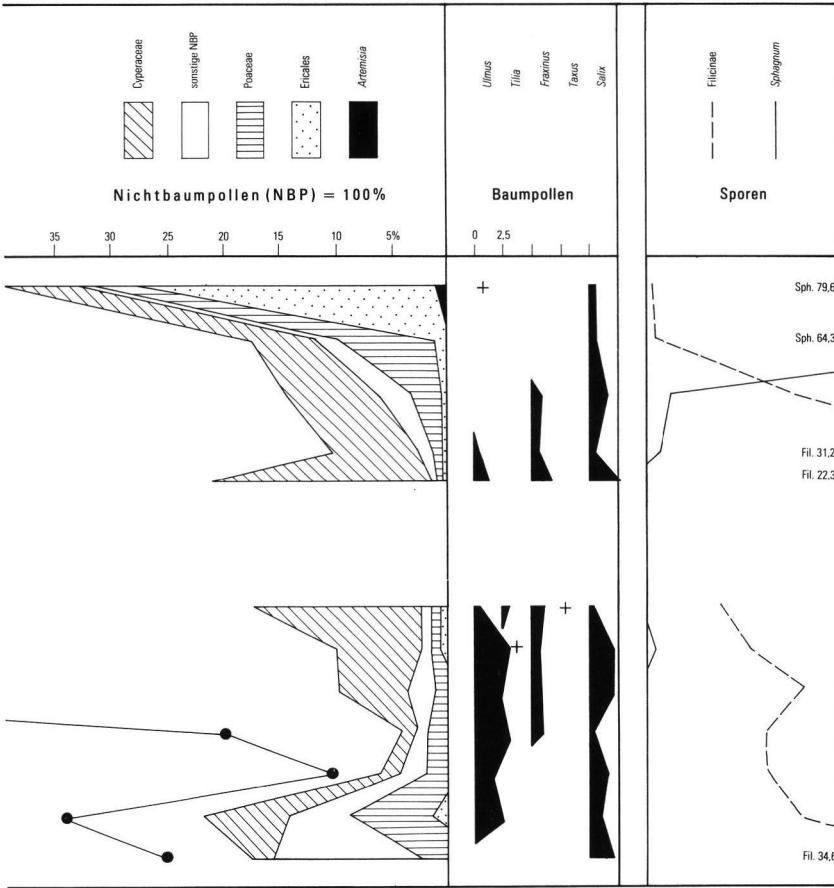 Cyperaceae
sonstige NBP
Poaceae
Ericales
Artemisia
Ulmus
Tilia
Fraxinus
Taxus
Salix
Filicinae
Sphagnum
Nichtbaumpollen (NBP) = 100%
Baumpollen
Sporen
35 30 25 20 15 10 5%
0 2,5
Sph. 79,6
Sph. 64,3
Fil. 31,2
Fil. 22,3
Fil. 34,6